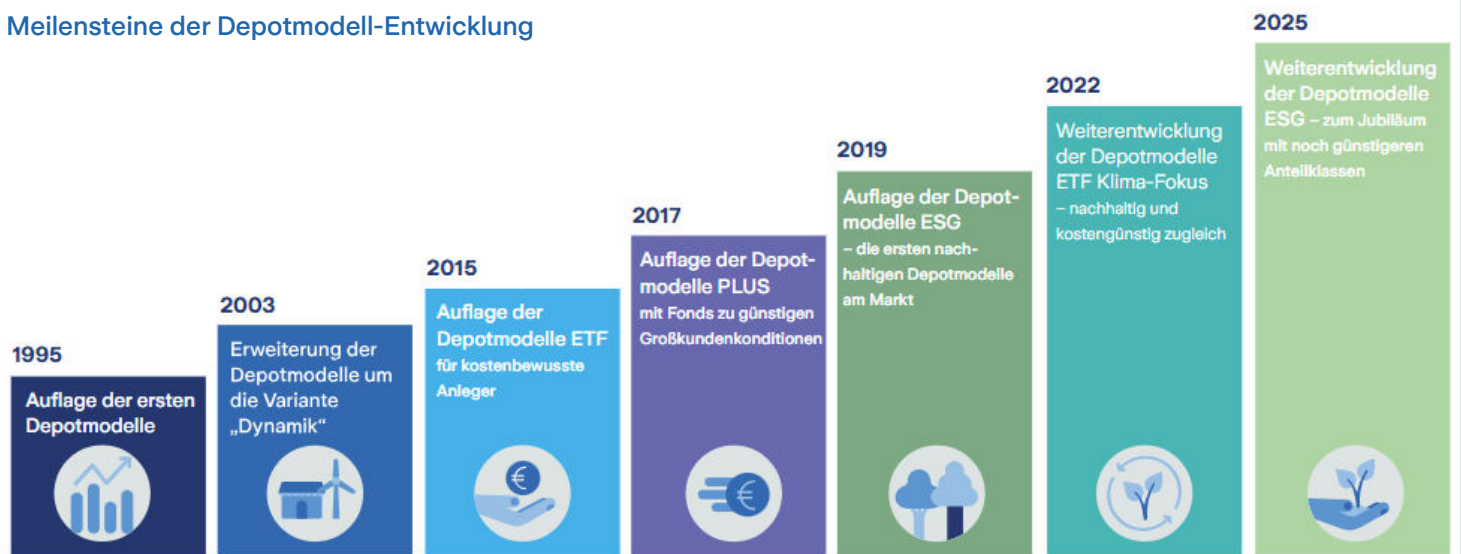 Meilensteine der Depotmodell-Entwicklung
1995
Auflage der ersten
Depotmodelle
2003
Erweiterung der
Depotmodelle um
die Variante
„Dynamik“
2015
Auflage der
Depotmodelle ETF
für kostenbewusste
Anleger
2017
Auflage der Depot-
modelle PLUS
mit Fonds zu günstigen
Großkundenkonditionen
2019
Auflage der Depot-
modelle ESG
– die ersten nach-
haltigen Depotmodelle
am Markt
2022
Weiterentwicklung
der Depotmodelle
ETF Klima-Fokus
– nachhaltig und
kostengünstig zugleich
2025
Weiterentwicklung
der Depotmodelle
ESG – zum Jubiläum
mit noch günstigeren
Anteilklassen
€
€